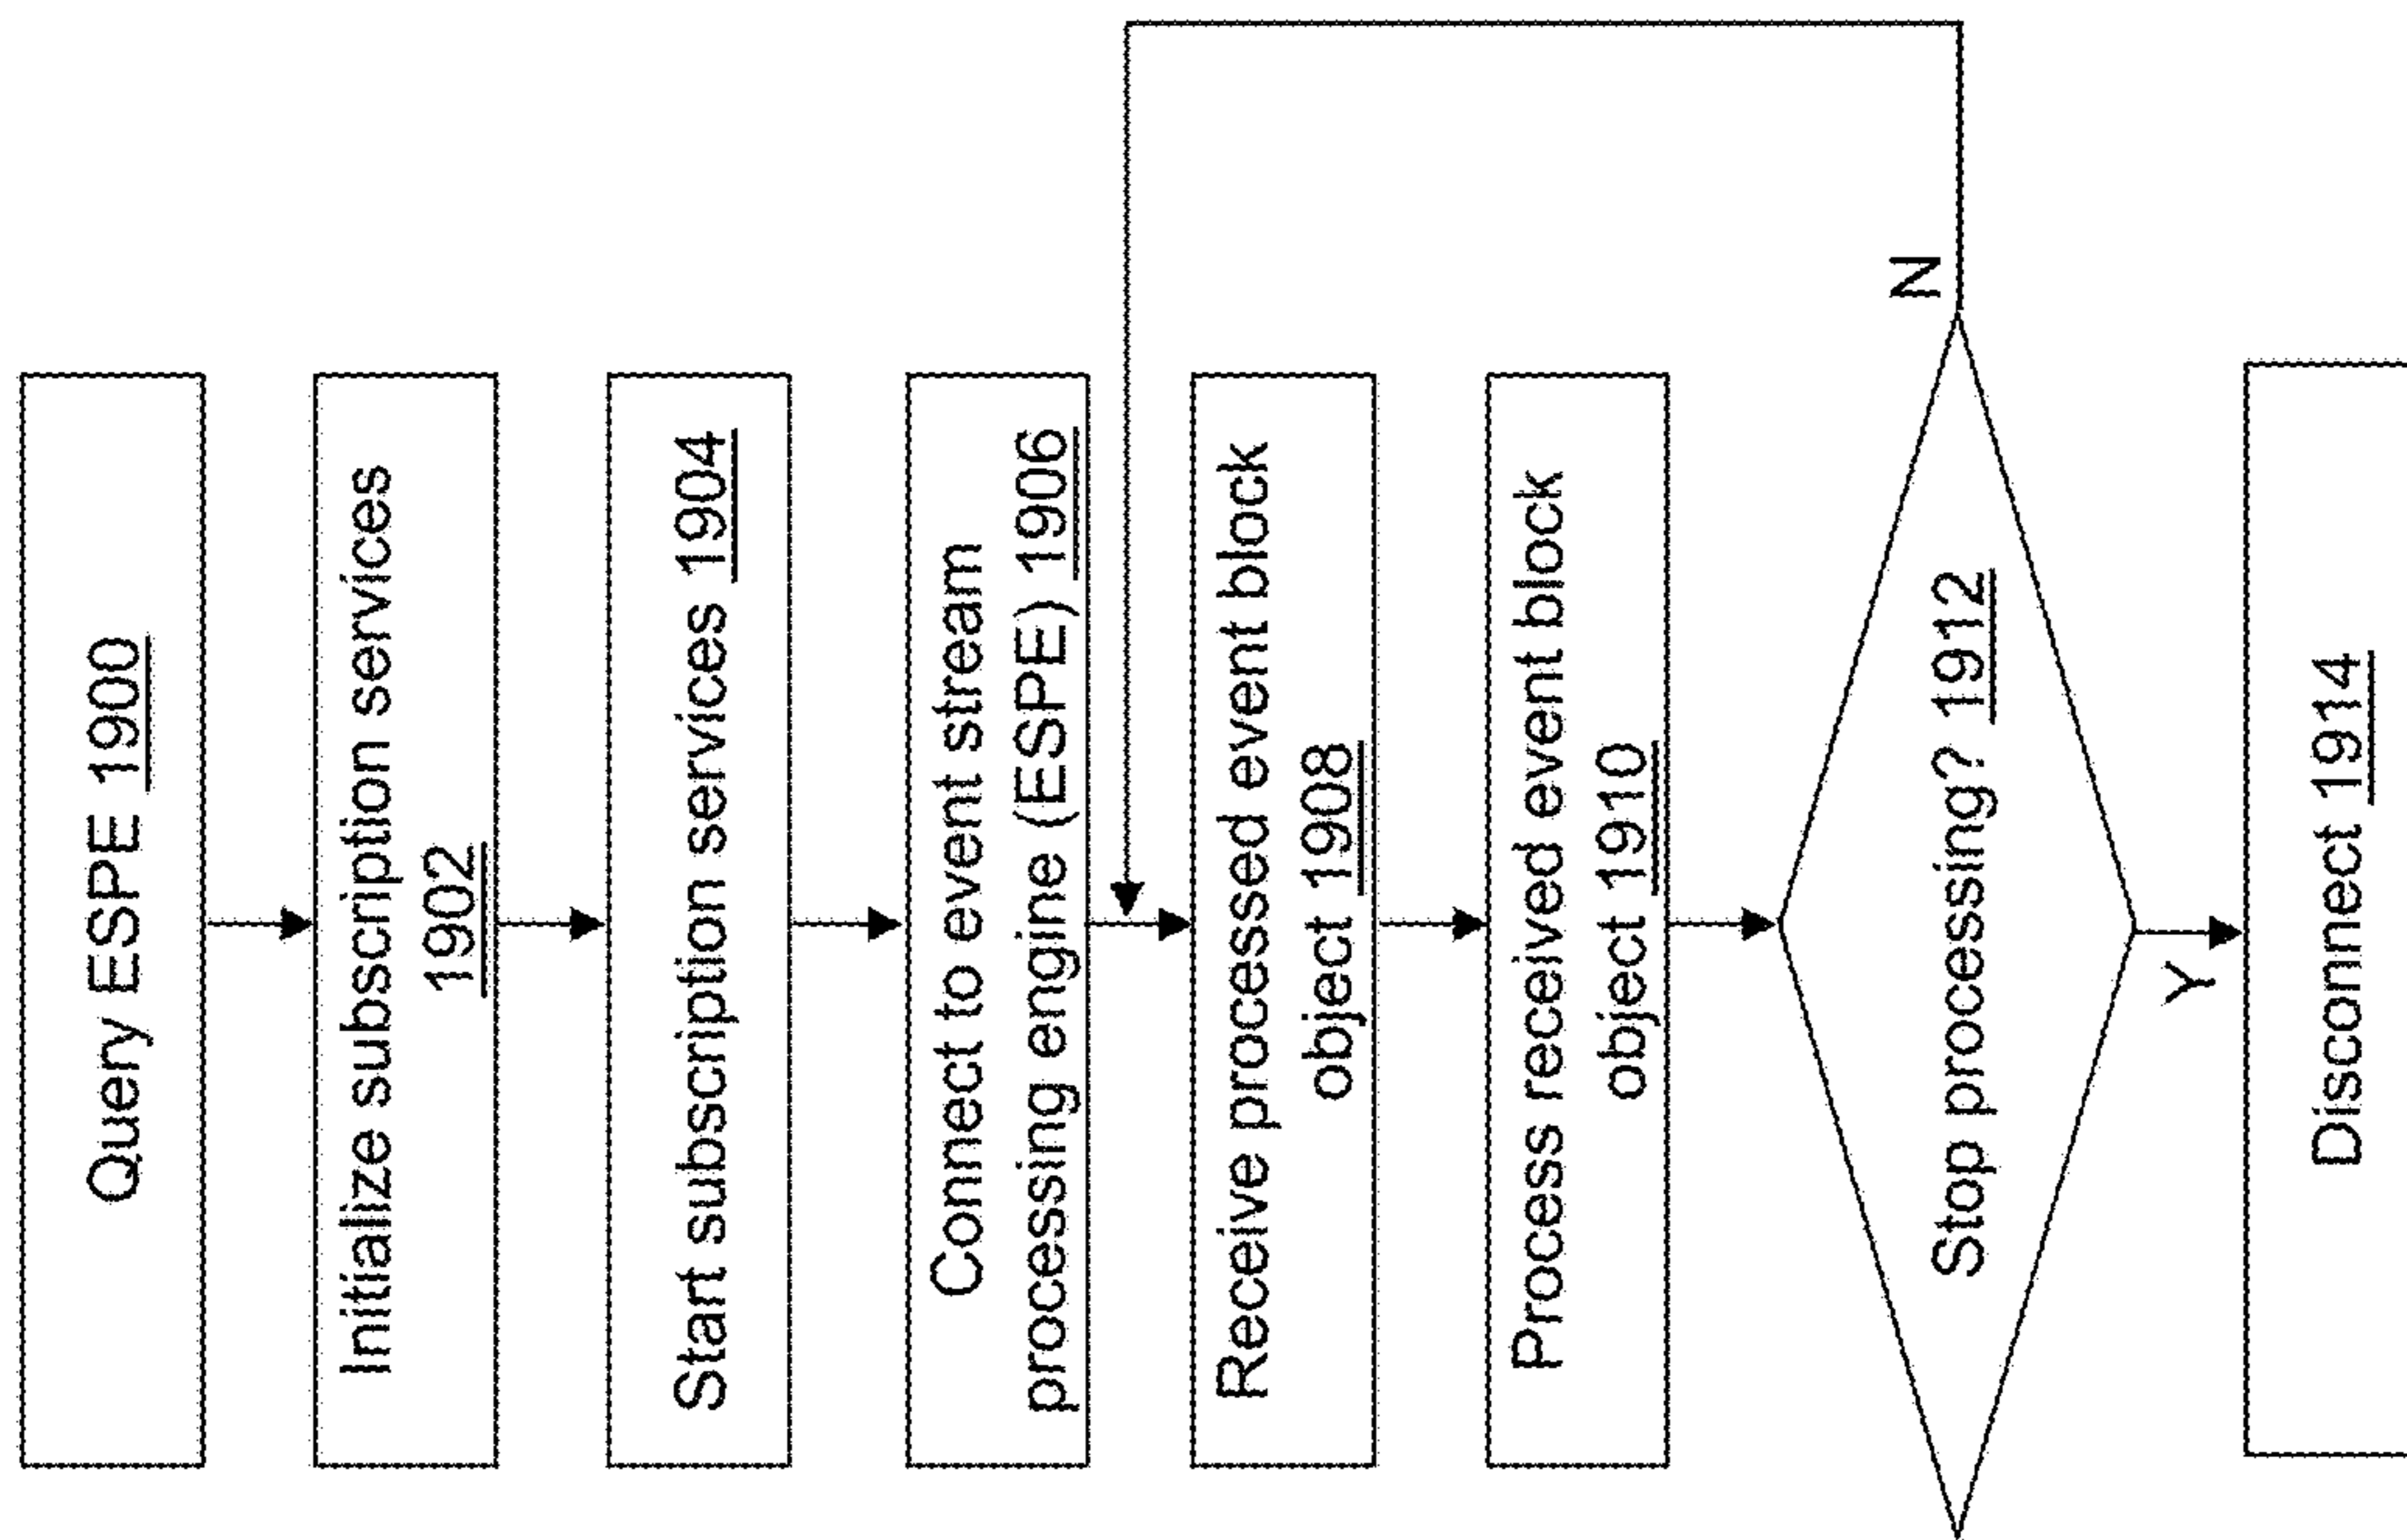 Query ESPE 1900
Initialize subscription services
1902
Start subscription services 1904
Connect to event stream
processing engine (ESPE) 1906
Receive processed event block
object 1908
Process received event block
object 1910
Stop processing? 1912
N
Y
Disconnect 1914